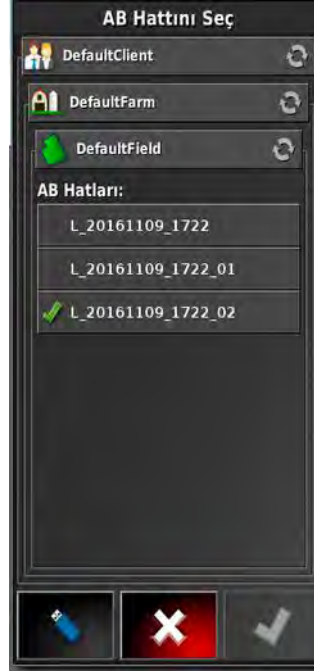 AB Hattını Seç
DefaultClient
DefaultFarm
DefaultField
AB Hatları:
L_20161109_1722
L_20161109_1722_01
L_20161109_1722_02